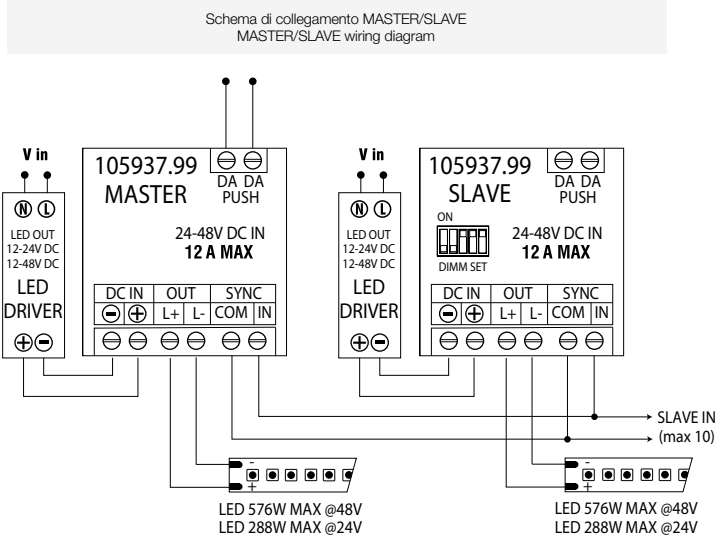 Schema di collegamento MASTER/SLAVE
MASTER/SLAVE wiring diagram
V in
N L
LED OUT
12-24V DC
12-48V DC
LED
DRIVER
+ -
105937.99
MASTER
DA DA
PUSH
24-48V DC IN
12 A MAX
DC IN OUT SYNC
- + L+ L- COM IN
V in
N L
LED OUT
12-24V DC
12-48V DC
LED
DRIVER
+ -
105937.99
SLAVE
DA DA
PUSH
ON
DIMM SET
24-48V DC IN
12 A MAX
DC IN OUT SYNC
- + L+ L- COM IN
SLAVE IN
(max 10)
-
+
LED 576W MAX @48V
LED 288W MAX @24V
-
+
LED 576W MAX @48V
LED 288W MAX @24V